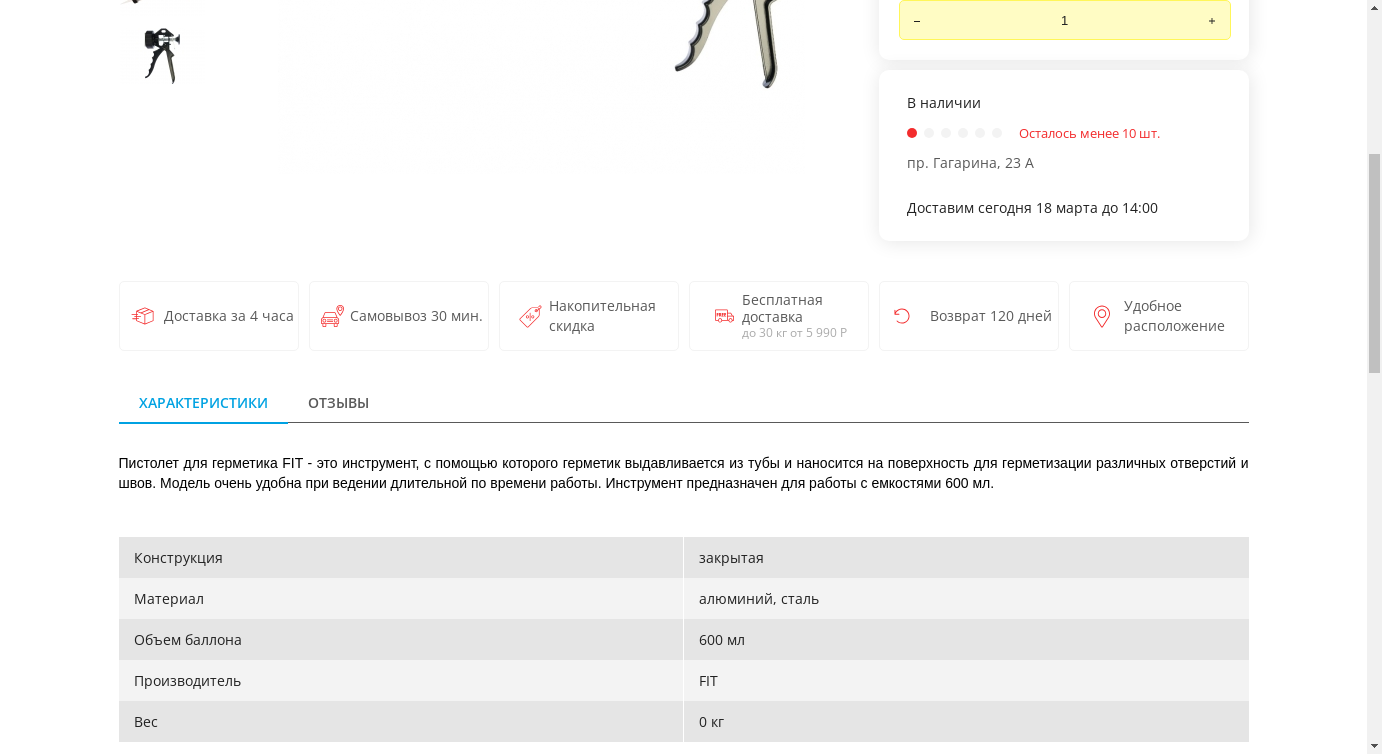 –
1
+
В наличии
Осталось менее 10 шт.
пр. Гагарина, 23 А
Доставим сегодня 18 марта до 14:00
Доставка за 4 часа
Самовывоз 30 мин.
Накопительная
скидка
Бесплатная
доставка
до 30 кг от 5 990 Р
Возврат 120 дней
Удобное
расположение
ХАРАКТЕРИСТИКИ
ОТЗЫВЫ
Пистолет для герметика FIT - это инструмент, с помощью которого герметик выдавливается из тубы и наносится на поверхность для герметизации различных отверстий и
швов. Модель очень удобна при ведении длительной по времени работы. Инструмент предназначен для работы с емкостями 600 мл.
Конструкция закрытая
Материал алюминий, сталь
Объем баллона 600 мл
Производитель FIT
Вес 0 кг